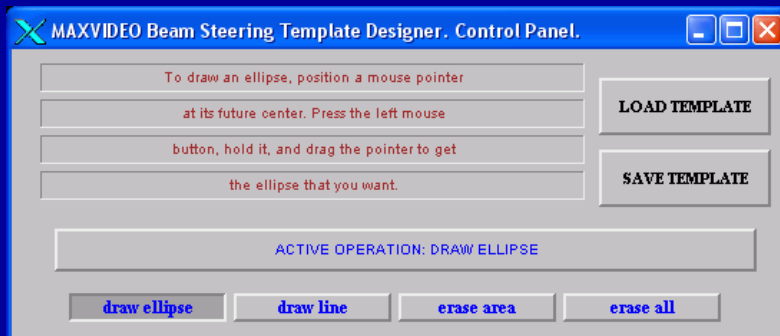 MAXVIDEO Beam Steering Template Designer. Control Panel.
To draw an ellipse, position a mouse pointer
at its future center. Press the left mouse
button, hold it, and drag the pointer to get
the ellipse that you want.
LOAD TEMPLATE
SAVE TEMPLATE
ACTIVE OPERATION: DRAW ELLIPSE
draw ellipse
draw line
erase area
erase all